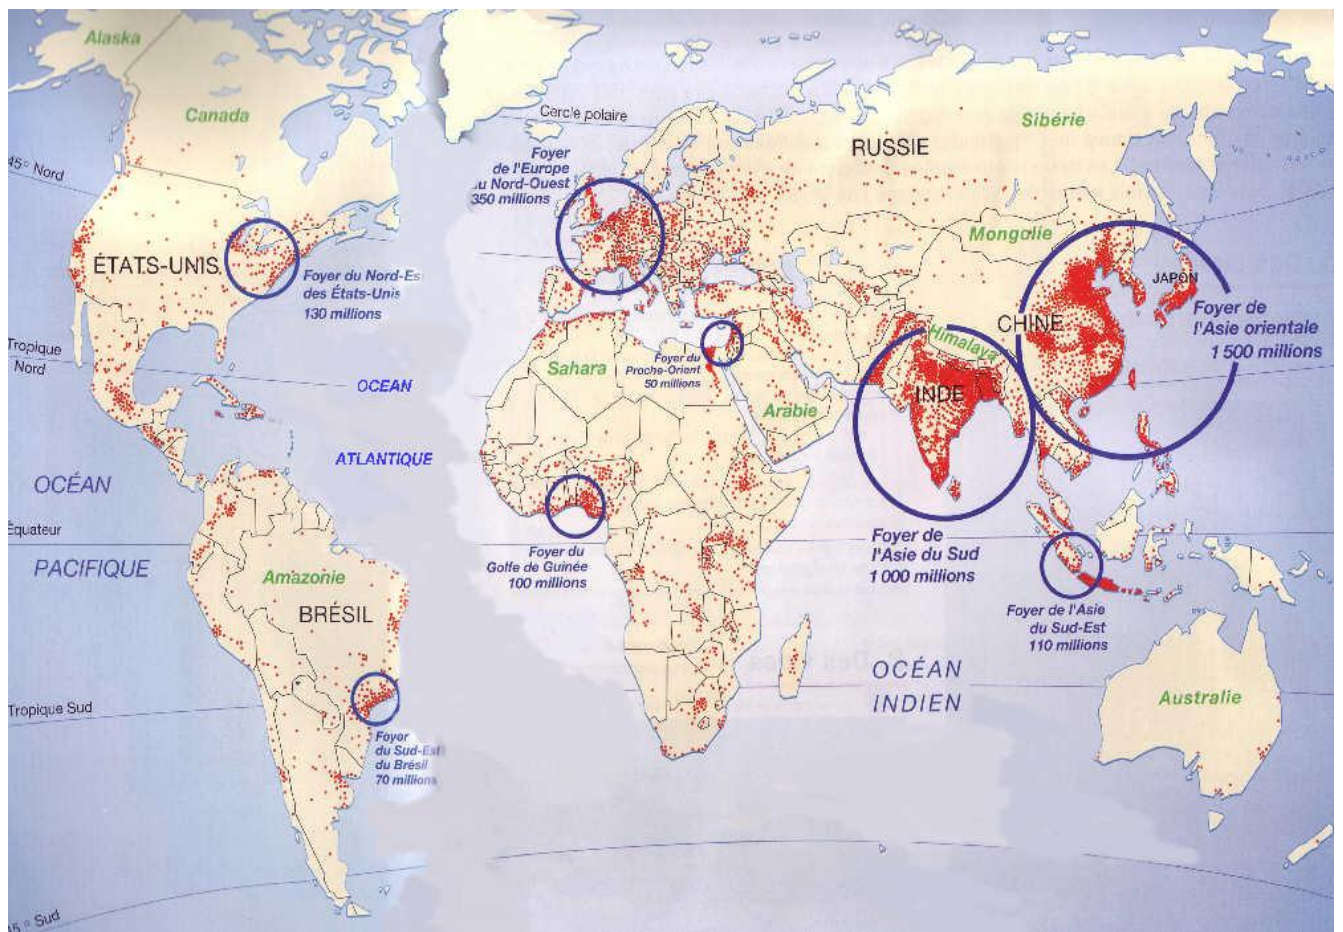 Alaska
Canada
Cercle polaire
Sibérie
RUSSIE
45° Nord
Foyer
de l'Europe
du Nord-Ouest
350 millions
Mongolie
ÉTATS-UNIS
Foyer du Nord-Es
des États-Unis
130 millions
JAPON
CHINE
Foyer de
l'Asie orientale
1 500 millions
Himalaya
Tropique
Nord
OCEAN
ATLANTIQUE
Sahara
Foyer du
Proche-Orient
50 millions
Arabie
INDE
OCÉAN
PACIFIQUE
Équateur
Foyer du
Golfe de Guinée
100 millions
Foyer de
l'Asie du Sud
1 000 millions
Amazonie
BRÉSIL
Foyer de l'Asie
du Sud-Est
110 millions
OCÉAN
INDIEN
Australie
Tropique Sud
Foyer
du Sud-Est
du Brésil
70 millions
5° Sud